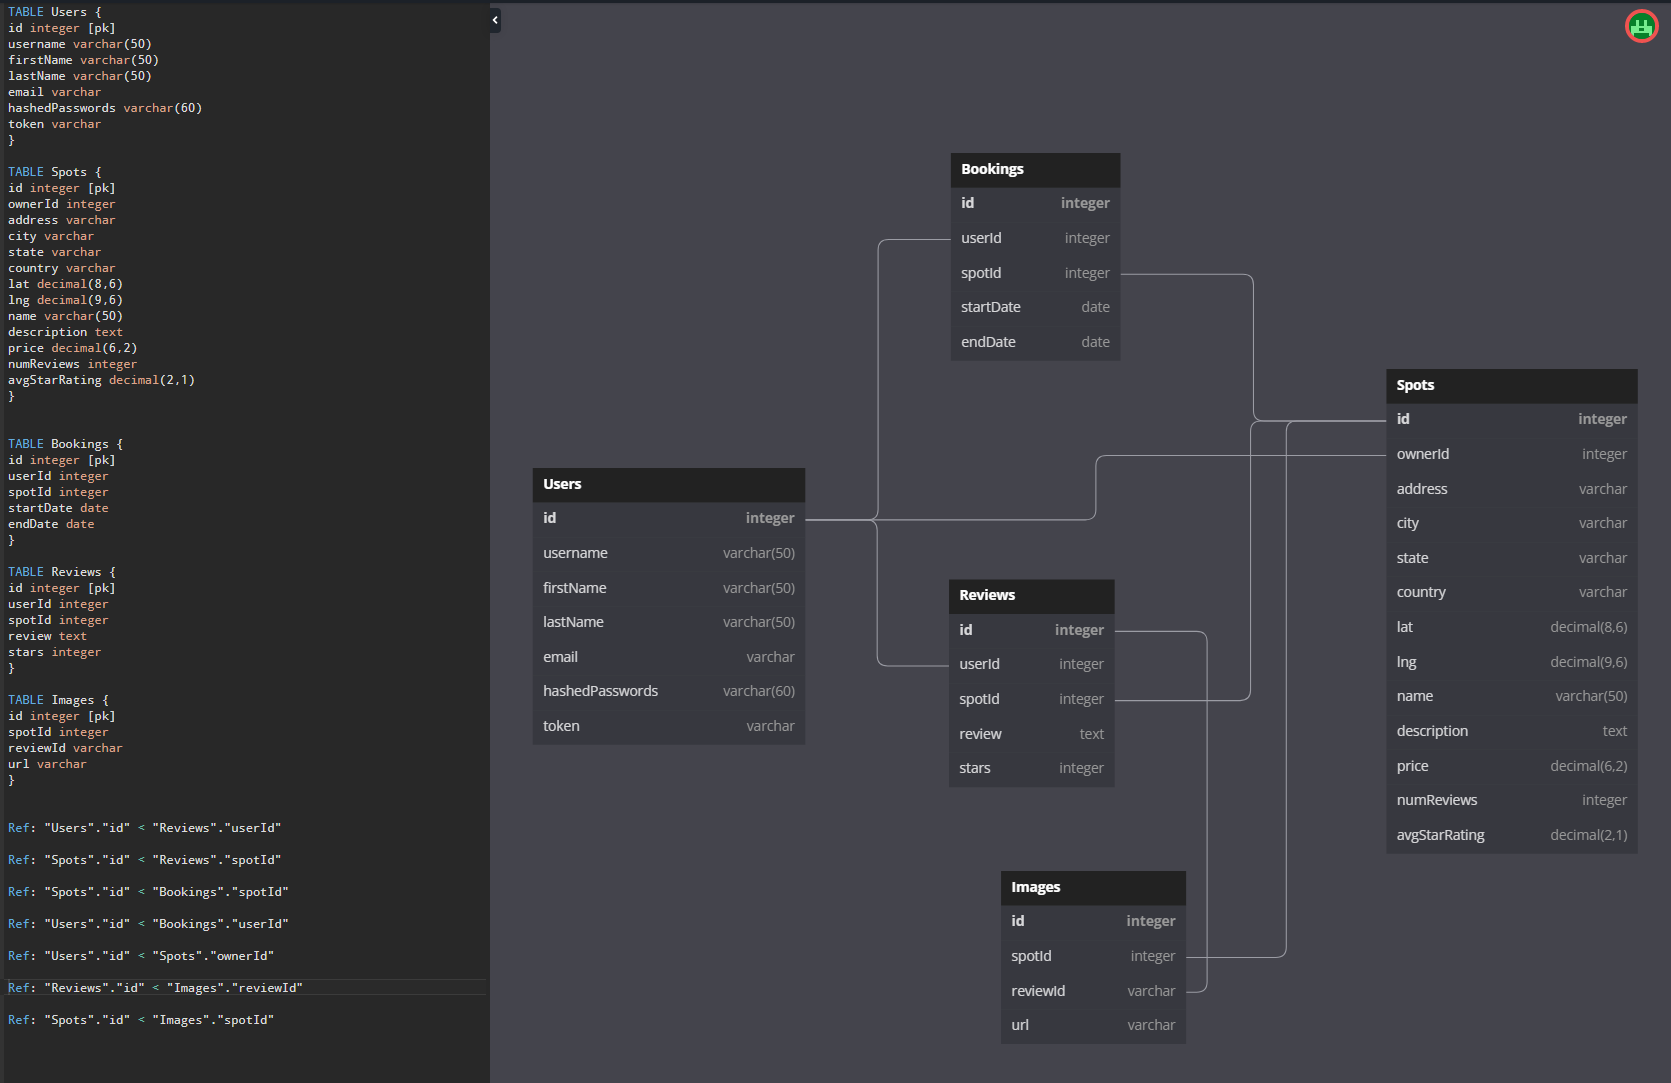 TABLE Users {
id integer [pk]
username varchar(50)
firstName varchar(50)
lastName varchar(50)
email varchar
hashedPasswords varchar(60)
token varchar
}
TABLE Spots {
id integer [pk]
ownerId integer
address varchar
city varchar
state varchar
country varchar
lat decimal(8,6)
lng decimal(9,6)
name varchar(50)
description text
price decimal(6,2)
numReviews integer
avgStarRating decimal(2,1)
}
TABLE Bookings {
id integer [pk]
userId integer
spotId integer
startDate date
endDate date
}
TABLE Reviews {
id integer [pk]
userId integer
spotId integer
review text
stars integer
}
TABLE Images {
id integer [pk]
spotId integer
reviewId varchar
url varchar
}
Ref: "Users"."id" < "Reviews"."userId"
Ref: "Spots"."id" < "Reviews"."spotId"
Ref: "Spots"."id" < "Bookings"."spotId"
Ref: "Users"."id" < "Bookings"."userId"
Ref: "Users"."id" < "Spots"."ownerId"
Ref: "Reviews"."id" < "Images"."reviewId"
Ref: "Spots"."id" < "Images"."spotId"
Bookings
id integer
userId integer
spotId integer
startDate date
endDate date
Users
id integer
username varchar(50)
firstName varchar(50)
lastName varchar(50)
email varchar
hashedPasswords varchar(60)
token varchar
Reviews
id integer
userId integer
spotId integer
review text
stars integer
Images
id integer
spotId integer
reviewId varchar
url varchar
Spots
id integer
ownerId integer
address varchar
city varchar
state varchar
country varchar
lat decimal(8,6)
lng decimal(9,6)
name varchar(50)
description text
price decimal(6,2)
numReviews integer
avgStarRating decimal(2,1)